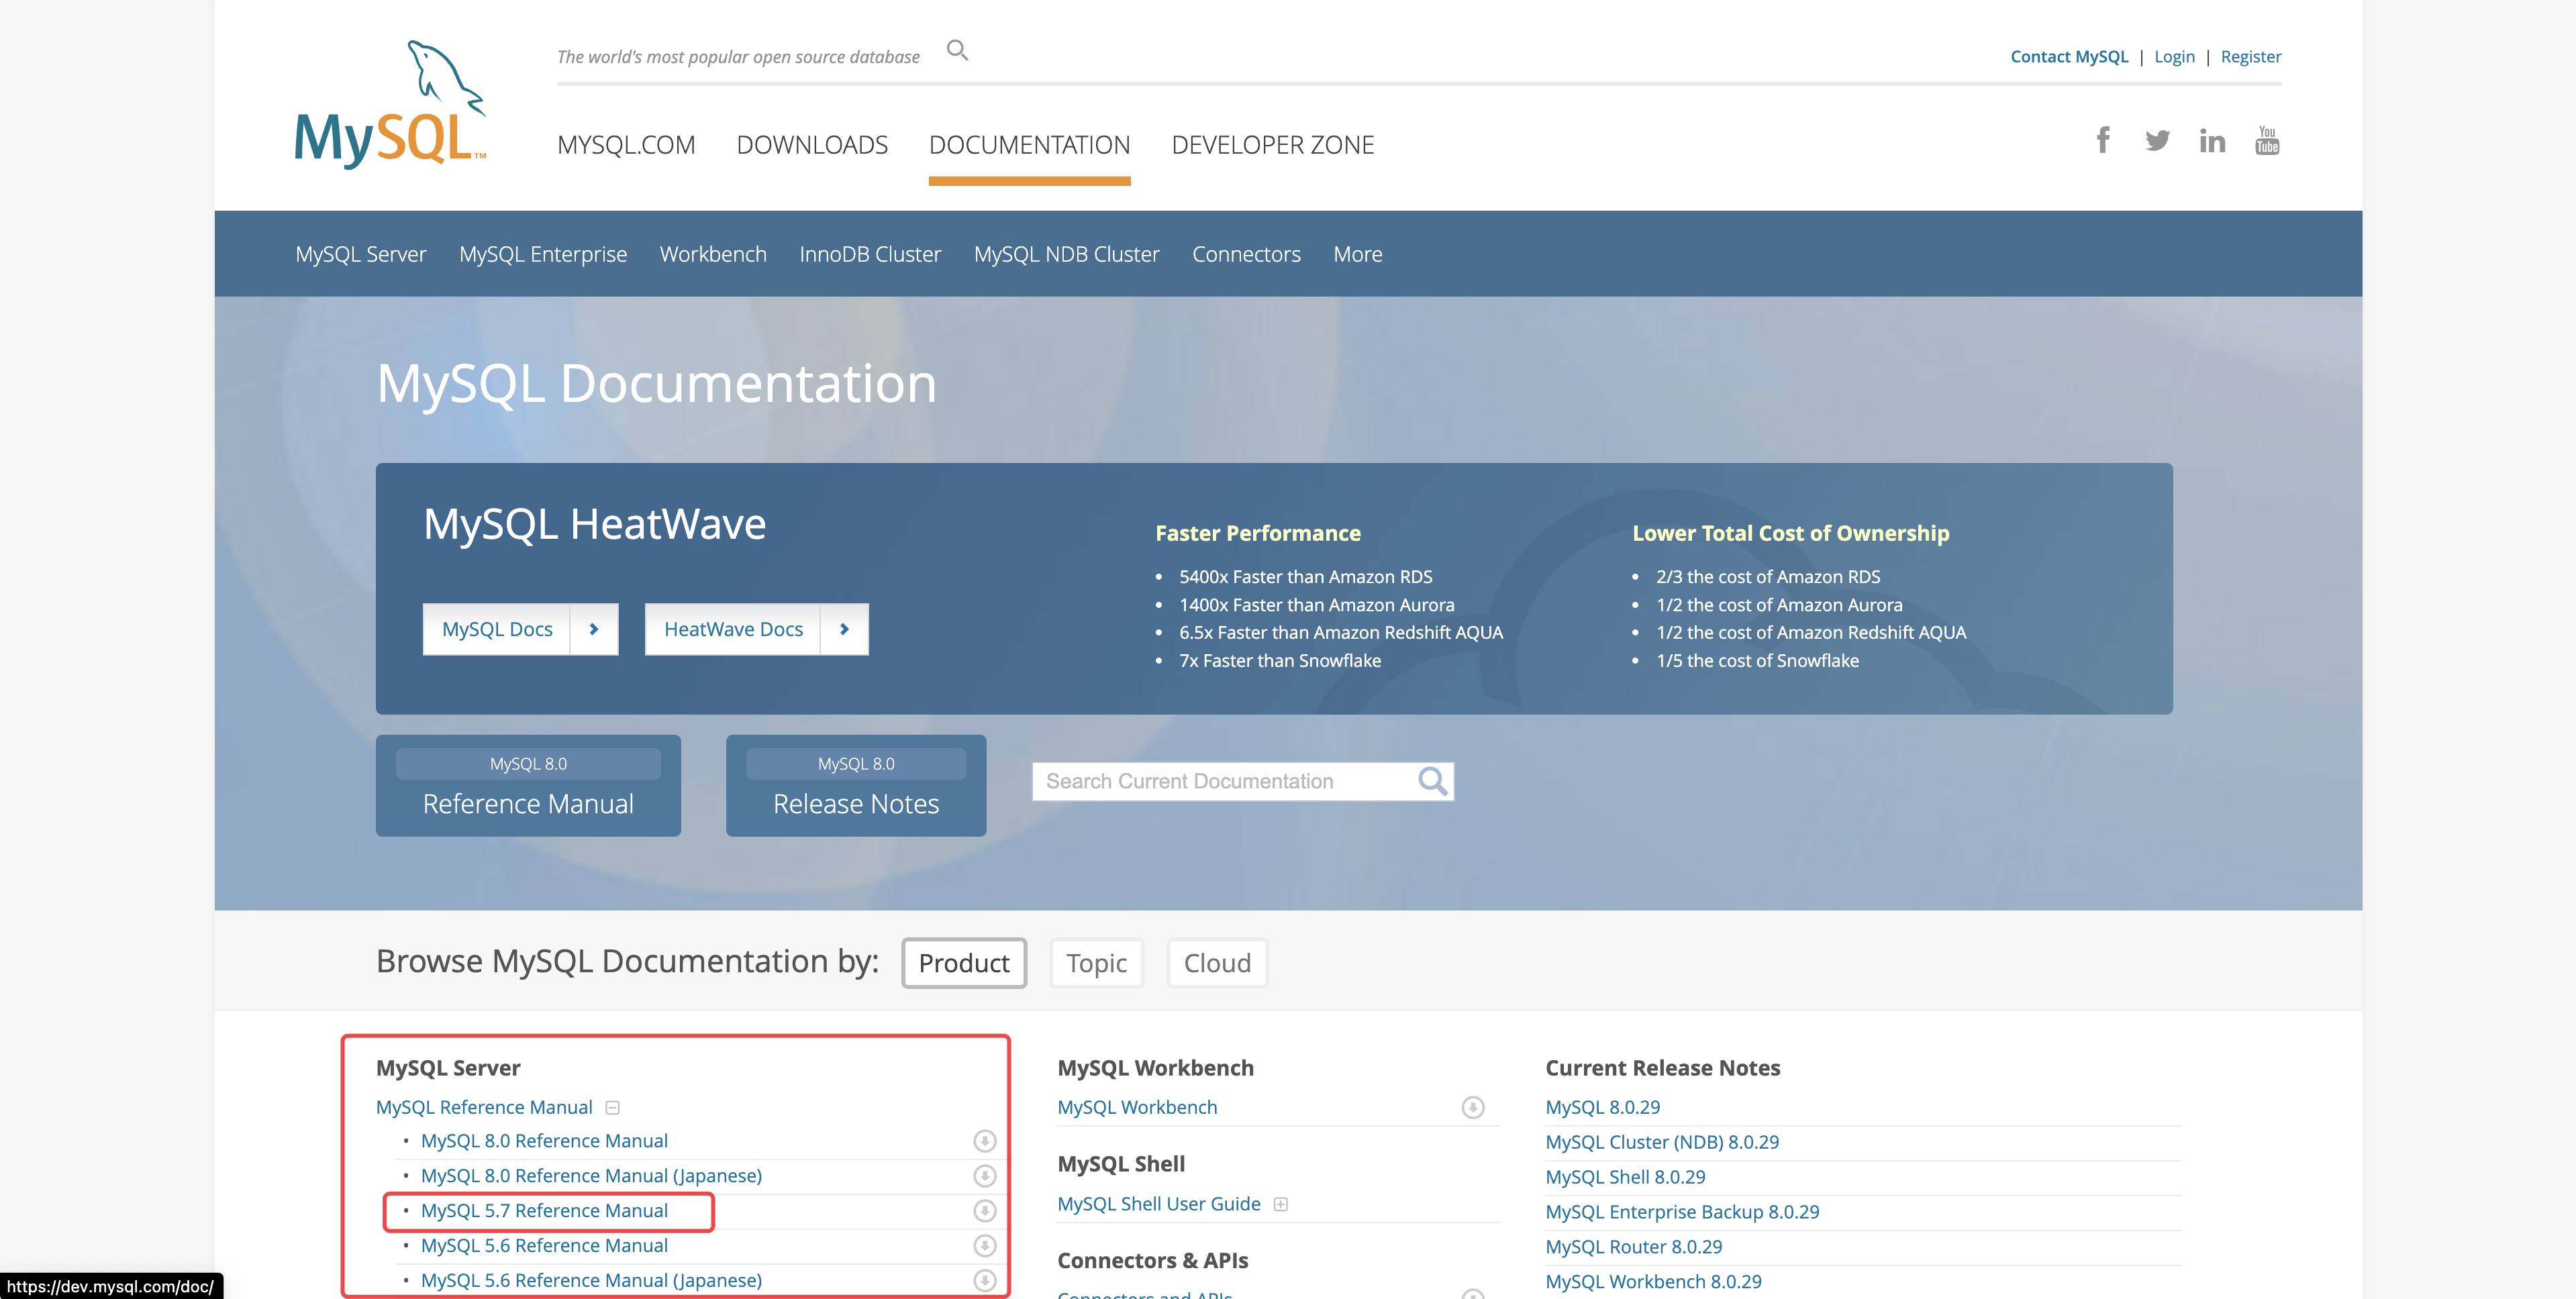 The world's most popular open source database
Contact MySQL | Login | Register
MySQL™
MYSQL.COM DOWNLOADS DOCUMENTATION DEVELOPER ZONE
You Tube
MySQL Server MySQL Enterprise Workbench InnoDB Cluster MySQL NDB Cluster Connectors More
MySQL Documentation
MySQL HeatWave
MySQL Docs
HeatWave Docs
Faster Performance
• 5400x Faster than Amazon RDS
• 1400x Faster than Amazon Aurora
• 6.5x Faster than Amazon Redshift AQUA
• 7x Faster than Snowflake
Lower Total Cost of Ownership
• 2/3 the cost of Amazon RDS
• 1/2 the cost of Amazon Aurora
• 1/2 the cost of Amazon Redshift AQUA
• 1/5 the cost of Snowflake
MySQL 8.0
Reference Manual
MySQL 8.0
Release Notes
Search Current Documentation
Browse MySQL Documentation by: Product Topic Cloud
MySQL Server
MySQL Reference Manual
• MySQL 8.0 Reference Manual
• MySQL 8.0 Reference Manual (Japanese)
• MySQL 5.7 Reference Manual
• MySQL 5.6 Reference Manual
• MySQL 5.6 Reference Manual (Japanese)
MySQL Workbench
MySQL Workbench
MySQL Shell
MySQL Shell User Guide
Connectors & APIs
Connectors and APIs
Current Release Notes
MySQL 8.0.29
MySQL Cluster (NDB) 8.0.29
MySQL Shell 8.0.29
MySQL Enterprise Backup 8.0.29
MySQL Router 8.0.29
MySQL Workbench 8.0.29
https://dev.mysql.com/doc/